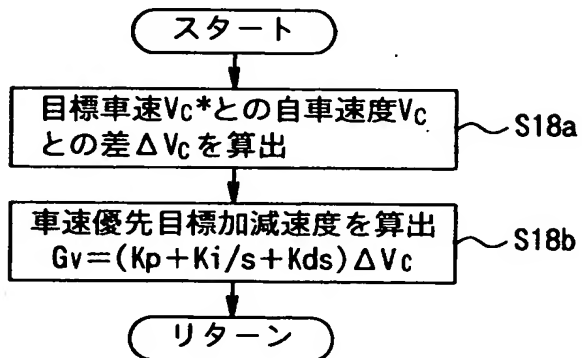 スタート
目標車速Vc*との自車速度Vc
との差ΔVcを算出
S18a
車速優先目標加減速度を算出
Gv=(Kp+Ki/s+Kds)ΔVc
S18b
リターン